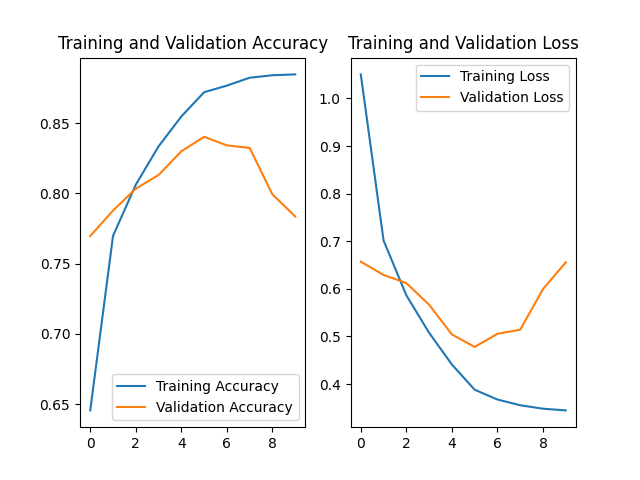 Training and Validation Accuracy
0.85
0.80
0.75
0.70
0.65
0 2 4 6 8
Training Accuracy
Validation Accuracy
Training and Validation Loss
1.0
0.9
0.8
0.7
0.6
0.5
0.4
0 2 4 6 8
Training Loss
Validation Loss